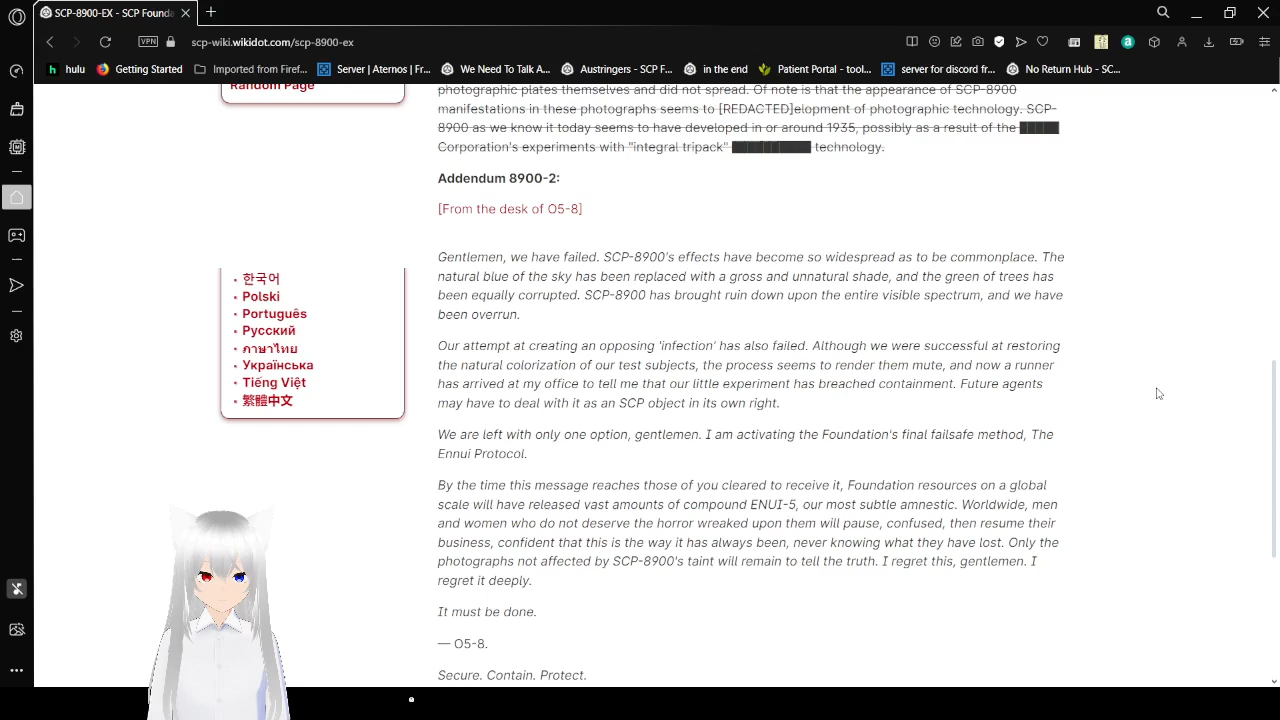 SCP-8900-EX - SCP Founda
VPN
scp-wiki.wikidot.com/scp-8900-ex
hulu
Getting Started
Imported from Firef...
Server | Aternos | Fr...
We Need To Talk A...
Austringers - SCP F...
in the end
Patient Portal - tool...
server for discord fr...
No Return Hub - SC...
Random Page
한국어
Polski
Português
Русский
ภาษาไทย
Українська
Tiếng Việt
繁體中文
photographic plates themselves and did not spread. Of note is that the appearance of SCP-8900
manifestations in these photographs seems to [REDACTED]elopment of photographic technology. SCP-
8900 as we know it today seems to have developed in or around 1935, possibly as a result of the █████
Corporation's experiments with "integral tripack" ██████████ technology.
Addendum 8900-2:
[From the desk of O5-8]
Gentlemen, we have failed. SCP-8900's effects have become so widespread as to be commonplace. The
natural blue of the sky has been replaced with a gross and unnatural shade, and the green of trees has
been equally corrupted. SCP-8900 has brought ruin down upon the entire visible spectrum, and we have
been overrun.
Our attempt at creating an opposing 'infection' has also failed. Although we were successful at restoring
the natural colorization of our test subjects, the process seems to render them mute, and now a runner
has arrived at my office to tell me that our little experiment has breached containment. Future agents
may have to deal with it as an SCP object in its own right.
We are left with only one option, gentlemen. I am activating the Foundation's final failsafe method, The
Ennui Protocol.
By the time this message reaches those of you cleared to receive it, Foundation resources on a global
scale will have released vast amounts of compound ENUI-5, our most subtle amnestic. Worldwide, men
and women who do not deserve the horror wreaked upon them will pause, confused, then resume their
business, confident that this is the way it has always been, never knowing what they have lost. Only the
photographs not affected by SCP-8900's taint will remain to tell the truth. I regret this, gentlemen. I
regret it deeply.
It must be done.
— O5-8.
Secure. Contain. Protect.